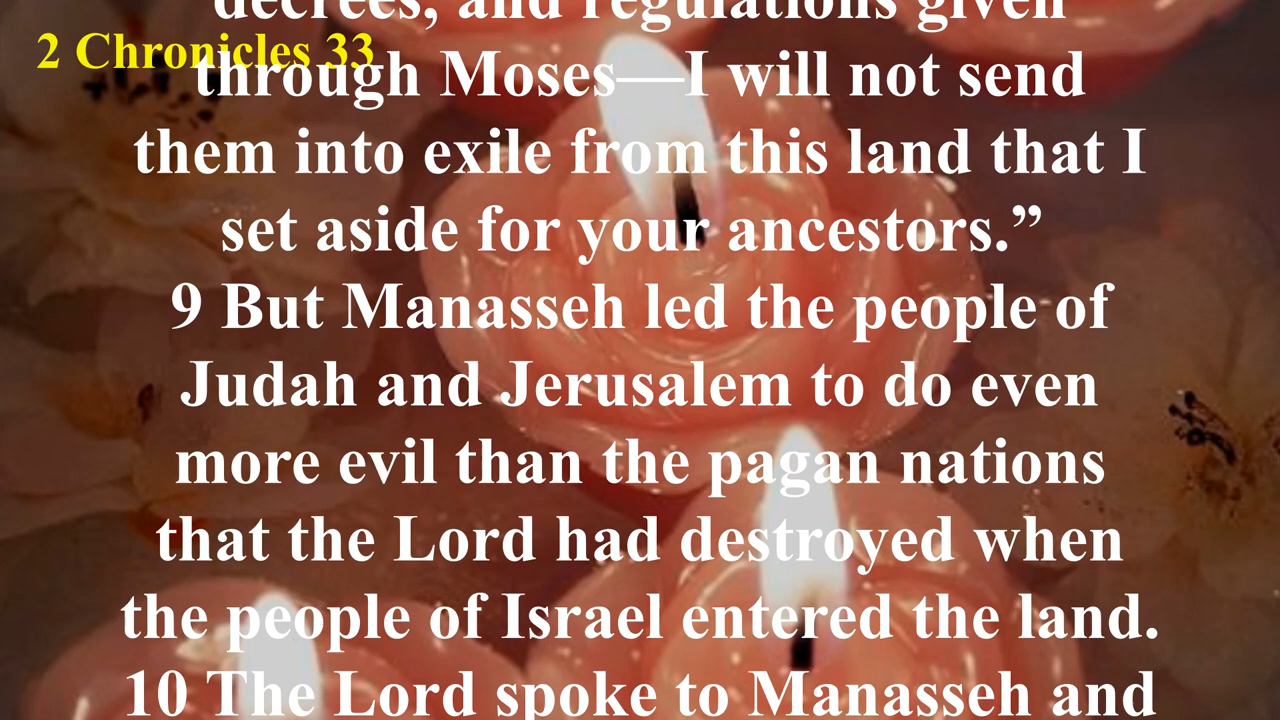 decrees, and regulations given
2 Chronicles 33
through Moses—I will not send
them into exile from this land that I
set aside for your ancestors.”
9 But Manasseh led the people of
Judah and Jerusalem to do even
more evil than the pagan nations
that the Lord had destroyed when
the people of Israel entered the land.
10 The Lord spoke to Manasseh and